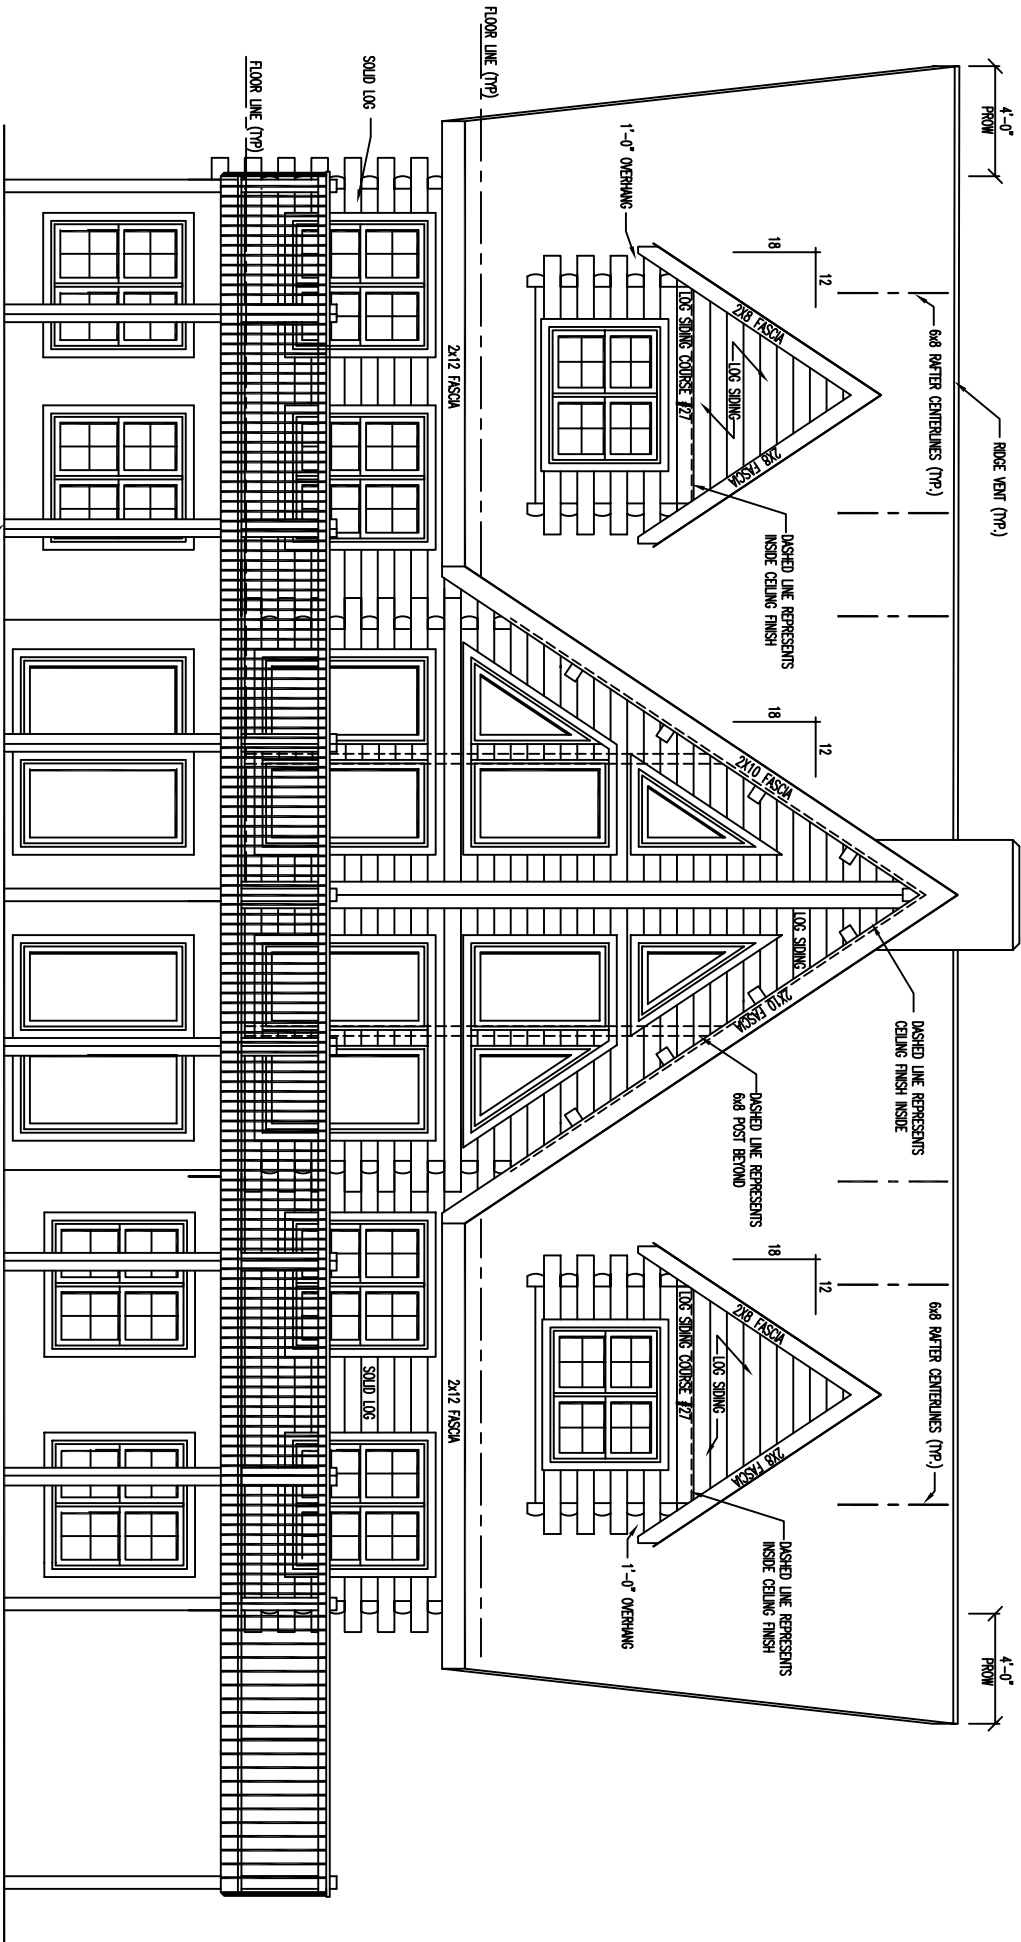 4'-0"
PROW
RIDGE VENT (TYP.)
6x8 RAFTER CENTERLINES (TYP.)
18
12
1'-0" OVERHANG
2X8 FASCIA
2X8 FASCIA
LOG SIDING
LOG SIDING COURSE #27
DASHED LINE REPRESENTS
INSIDE CEILING FINISH
FLOOR LINE (TYP)
2x12 FASCIA
SOLID LOG
FLOOR LINE (TYP)
18
12
2X10 FASCIA
2X10 FASCIA
LOG SIDING
DASHED LINE REPRESENTS
CEILING FINISH INSIDE
DASHED LINE REPRESENTS
6x8 POST BEYOND
4'-0"
PROW
6x8 RAFTER CENTERLINES (TYP.)
18
12
2X8 FASCIA
2X8 FASCIA
LOG SIDING
LOG SIDING COURSE #27
DASHED LINE REPRESENTS
INSIDE CEILING FINISH
1'-0" OVERHANG
2x12 FASCIA
SOLID LOG